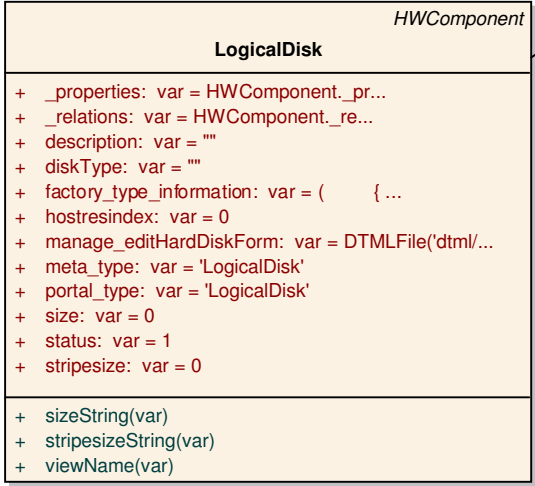 HWComponent
LogicalDisk
+ _properties: var = HWComponent._pr...
+ _relations: var = HWComponent._re...
+ description: var = ""
+ diskType: var = ""
+ factory_type_information: var = ( { ...
+ hostresindex: var = 0
+ manage_editHardDiskForm: var = DTMLFile('dtml/...
+ meta_type: var = 'LogicalDisk'
+ portal_type: var = 'LogicalDisk'
+ size: var = 0
+ status: var = 1
+ stripesize: var = 0
+ sizeString(var)
+ stripesizeString(var)
+ viewName(var)